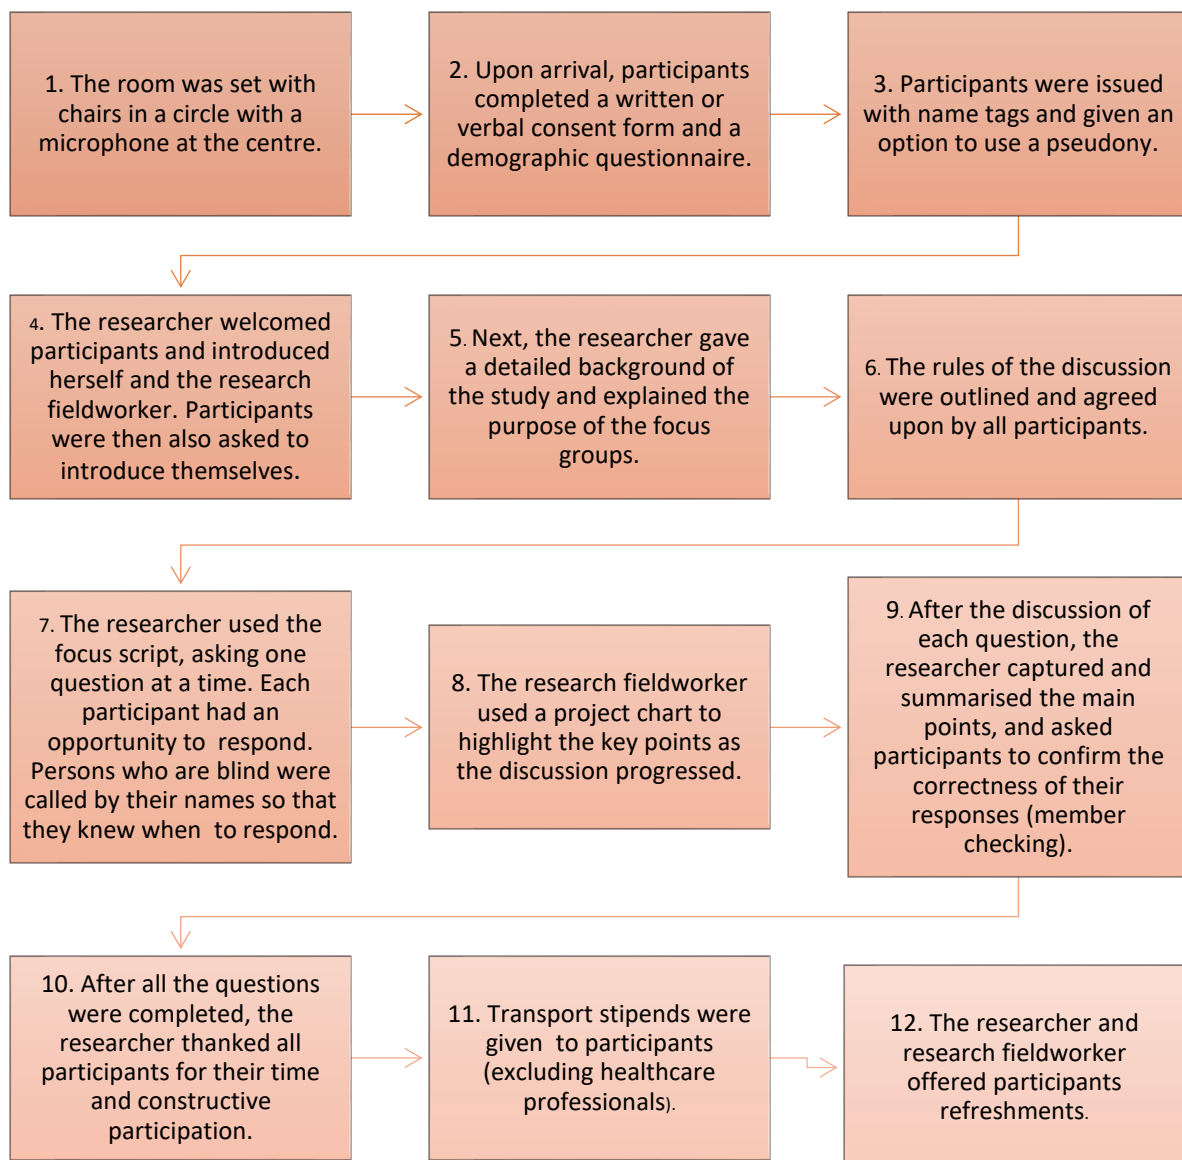 1. The room was set with
chairs in a circle with a
microphone at the centre.
2. Upon arrival, participants
completed a written or
verbal consent form and a
demographic questionnaire.
3. Participants were issued
with name tags and given an
option to use a pseudony.
4. The researcher welcomed
participants and introduced
herself and the research
fieldworker. Participants
were then also asked to
introduce themselves.
5. Next, the researcher gave
a detailed background of
the study and explained the
purpose of the focus
groups.
6. The rules of the discussion
were outlined and agreed
upon by all participants.
7. The researcher used the
focus script, asking one
question at a time. Each
participant had an
opportunity to respond.
Persons who are blind were
called by their names so that
they knew when to respond.
8. The research fieldworker
used a project chart to
highlight the key points as
the discussion progressed.
9. After the discussion of
each question, the
researcher captured and
summarised the main
points, and asked
participants to confirm the
correctness of their
responses (member
checking).
10. After all the questions
were completed, the
researcher thanked all
participants for their time
and constructive
participation.
11. Transport stipends were
given to participants
(excluding healthcare
professionals).
12. The researcher and
research fieldworker
offered participants
refreshments.